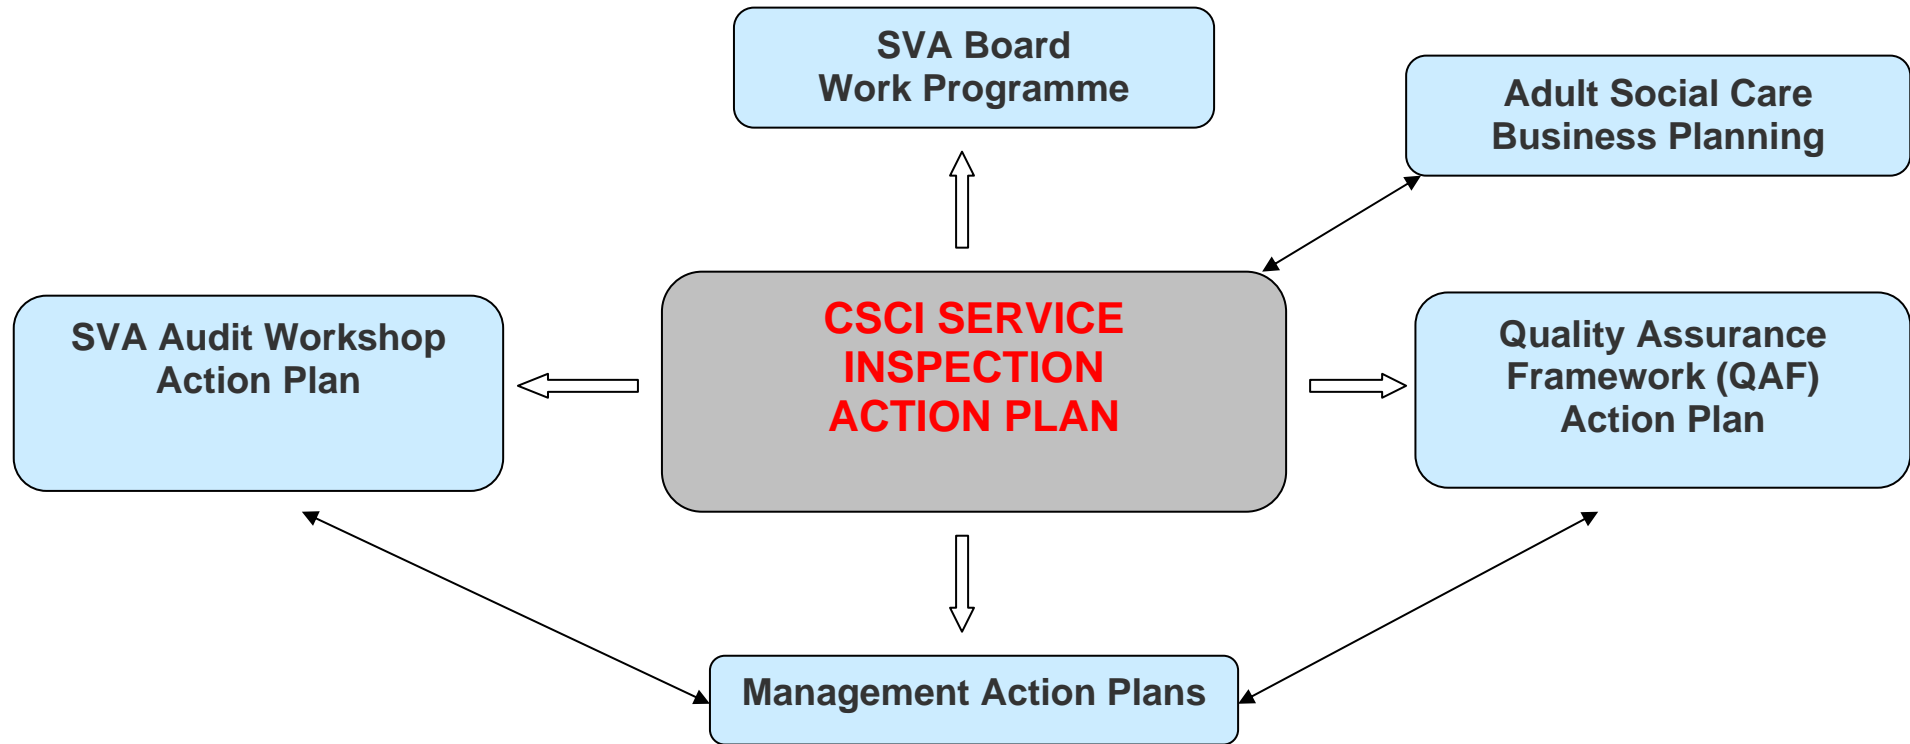 SVA Board
Work Programme
Adult Social Care
Business Planning
SVA Audit Workshop
Action Plan
CSCI SERVICE
INSPECTION
ACTION PLAN
Quality Assurance
Framework (QAF)
Action Plan
Management Action Plans